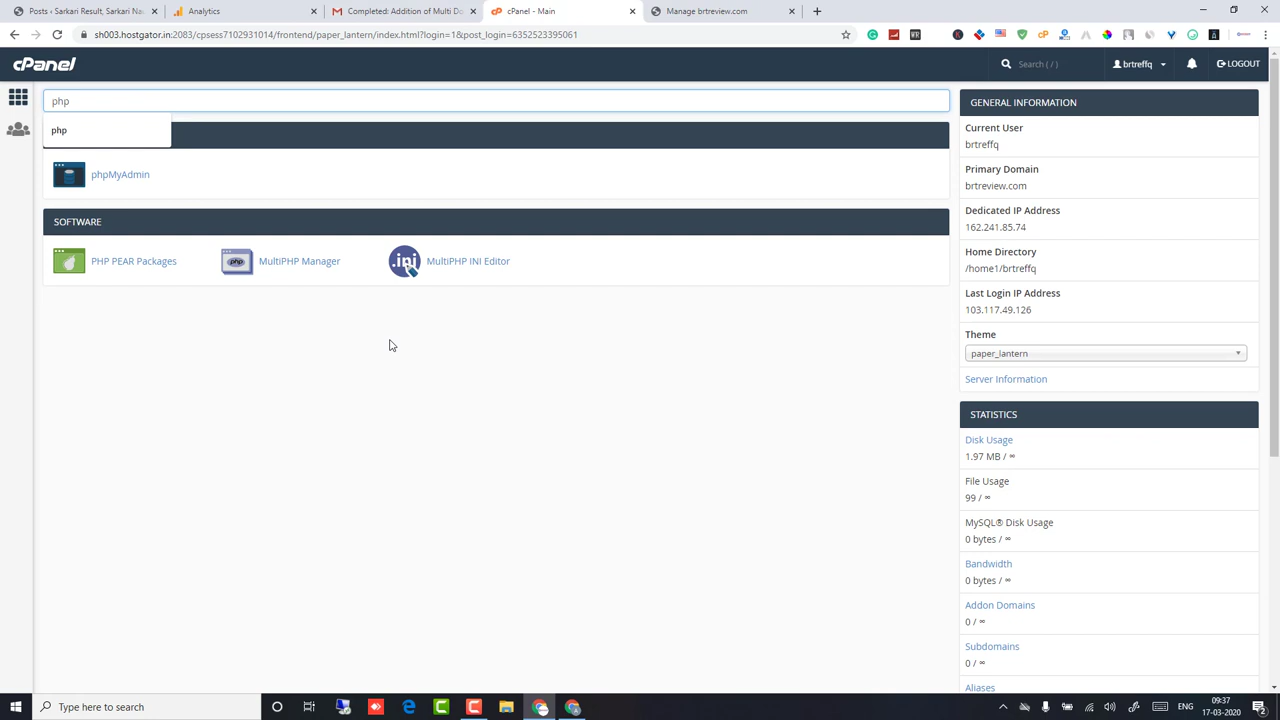 Posts ‹ Sarkari Result, Sarkari Nav
Analytics
Completed: Addition of Multi Do
cPanel - Main
Manage brtreview.com
sh003.hostgator.in:2083/cpsess7102931014/frontend/paper_lantern/index.html?login=1&post_login=6352523395061
cPanel
Search ( / )
brtreffq
LOGOUT
php
php
phpMyAdmin
SOFTWARE
PHP PEAR Packages
MultiPHP Manager
MultiPHP INI Editor
GENERAL INFORMATION
Current User
brtreffq
Primary Domain
brtreview.com
Dedicated IP Address
162.241.85.74
Home Directory
/home1/brtreffq
Last Login IP Address
103.117.49.126
Theme
paper_lantern
Server Information
STATISTICS
Disk Usage
1.97 MB / ∞
File Usage
99 / ∞
MySQL® Disk Usage
0 bytes / ∞
Bandwidth
0 bytes / ∞
Addon Domains
0 / ∞
Subdomains
0 / ∞
Aliases
Type here to search
ENG
09:37
17-03-2020